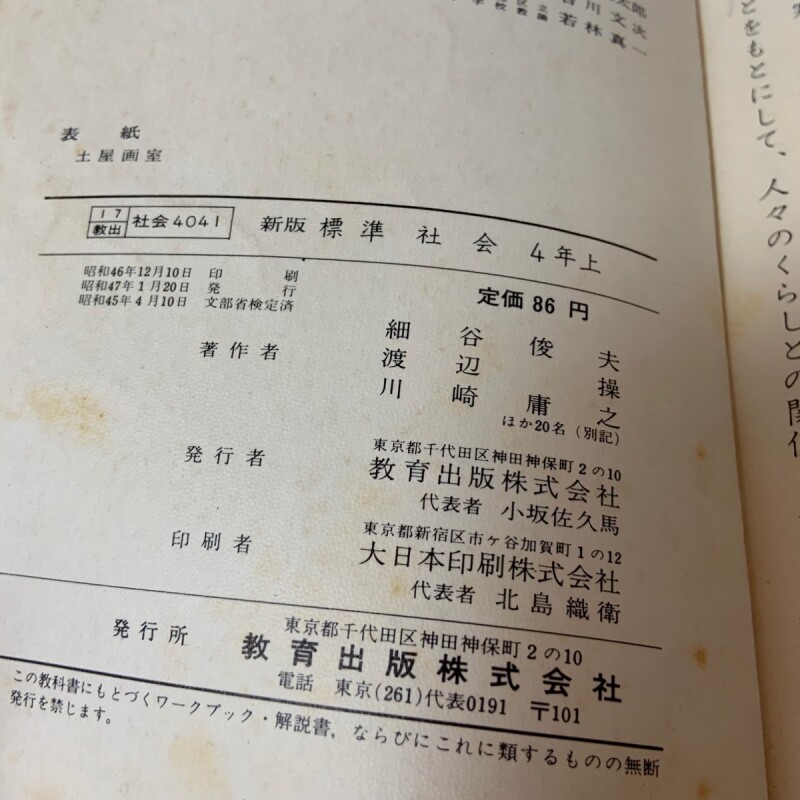 川文次
校教諭 若林真一
表紙
土屋画室
17 教出 社会4041 新版 標準 社会 4年上
昭和46年12月10日 印刷
昭和47年1月20日 発行
昭和45年4月10日 文部省検定済
定価86円
著作者 細谷俊夫
渡辺操
川崎庸之
ほか20名(別記)
発行者 東京都千代田区神田神保町2の10
教育出版株式会社
代表者 小坂佐久馬
印刷者 東京都新宿区市ケ谷加賀町1の12
大日本印刷株式会社
代表者 北島織衛
発行所 東京都千代田区神田神保町2の10
教育出版株式会社
電話 東京(261)代表0191 〒101
この教科書にもとづくワークブック・解説書,ならびにこれに類するものの無断
発行を禁じます。
とをもとにして、人々のくらしとの関係